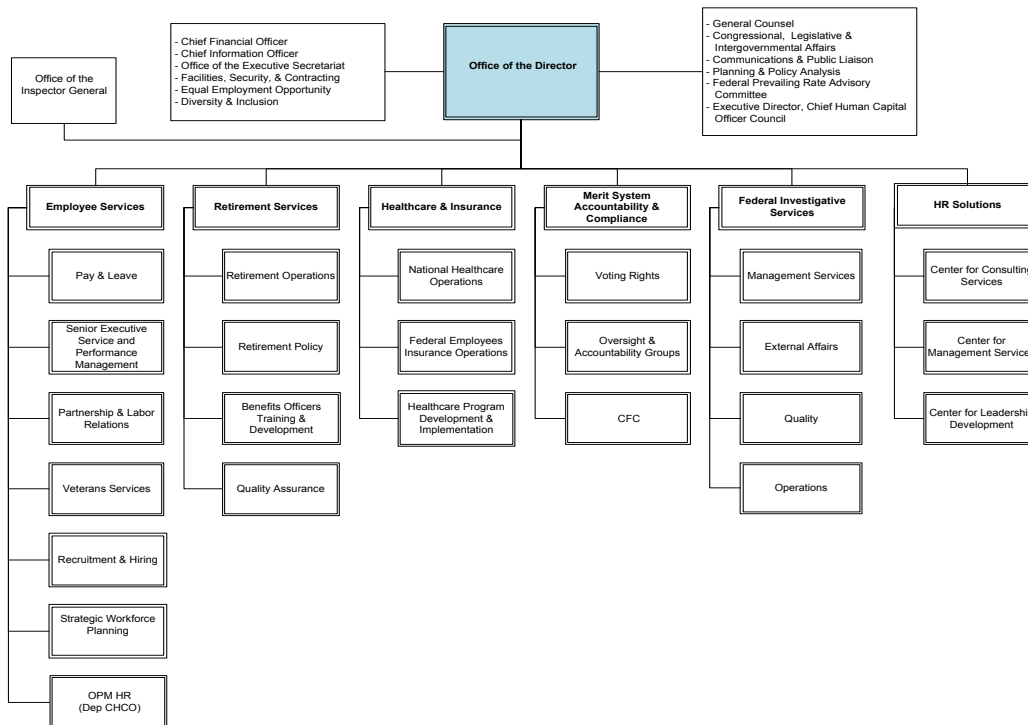 Office of the
Inspector General
- Chief Financial Officer
- Chief Information Officer
- Office of the Executive Secretariat
- Facilities, Security, & Contracting
- Equal Employment Opportunity
- Diversity & Inclusion
Office of the Director
- General Counsel
- Congressional, Legislative &
Intergovernmental Affairs
- Communications & Public Liaison
- Planning & Policy Analysis
- Federal Prevailing Rate Advisory
Committee
- Executive Director, Chief Human Capital
Officer Council
Employee Services
Pay & Leave
Senior Executive
Service and
Performance
Management
Partnership & Labor
Relations
Veterans Services
Recruitment & Hiring
Strategic Workforce
Planning
OPM HR
(Dep CHCO)
Retirement Services
Retirement Operations
Retirement Policy
Benefits Officers
Training &
Development
Quality Assurance
Healthcare & Insurance
National Healthcare
Operations
Federal Employees
Insurance Operations
Healthcare Program
Development &
Implementation
Merit System
Accountability &
Compliance
Voting Rights
Oversight &
Accountability Groups
CFC
Federal Investigative
Services
Management Services
External Affairs
Quality
Operations
HR Solutions
Center for Consulting
Services
Center for
Management Service
Center for Leadership
Development